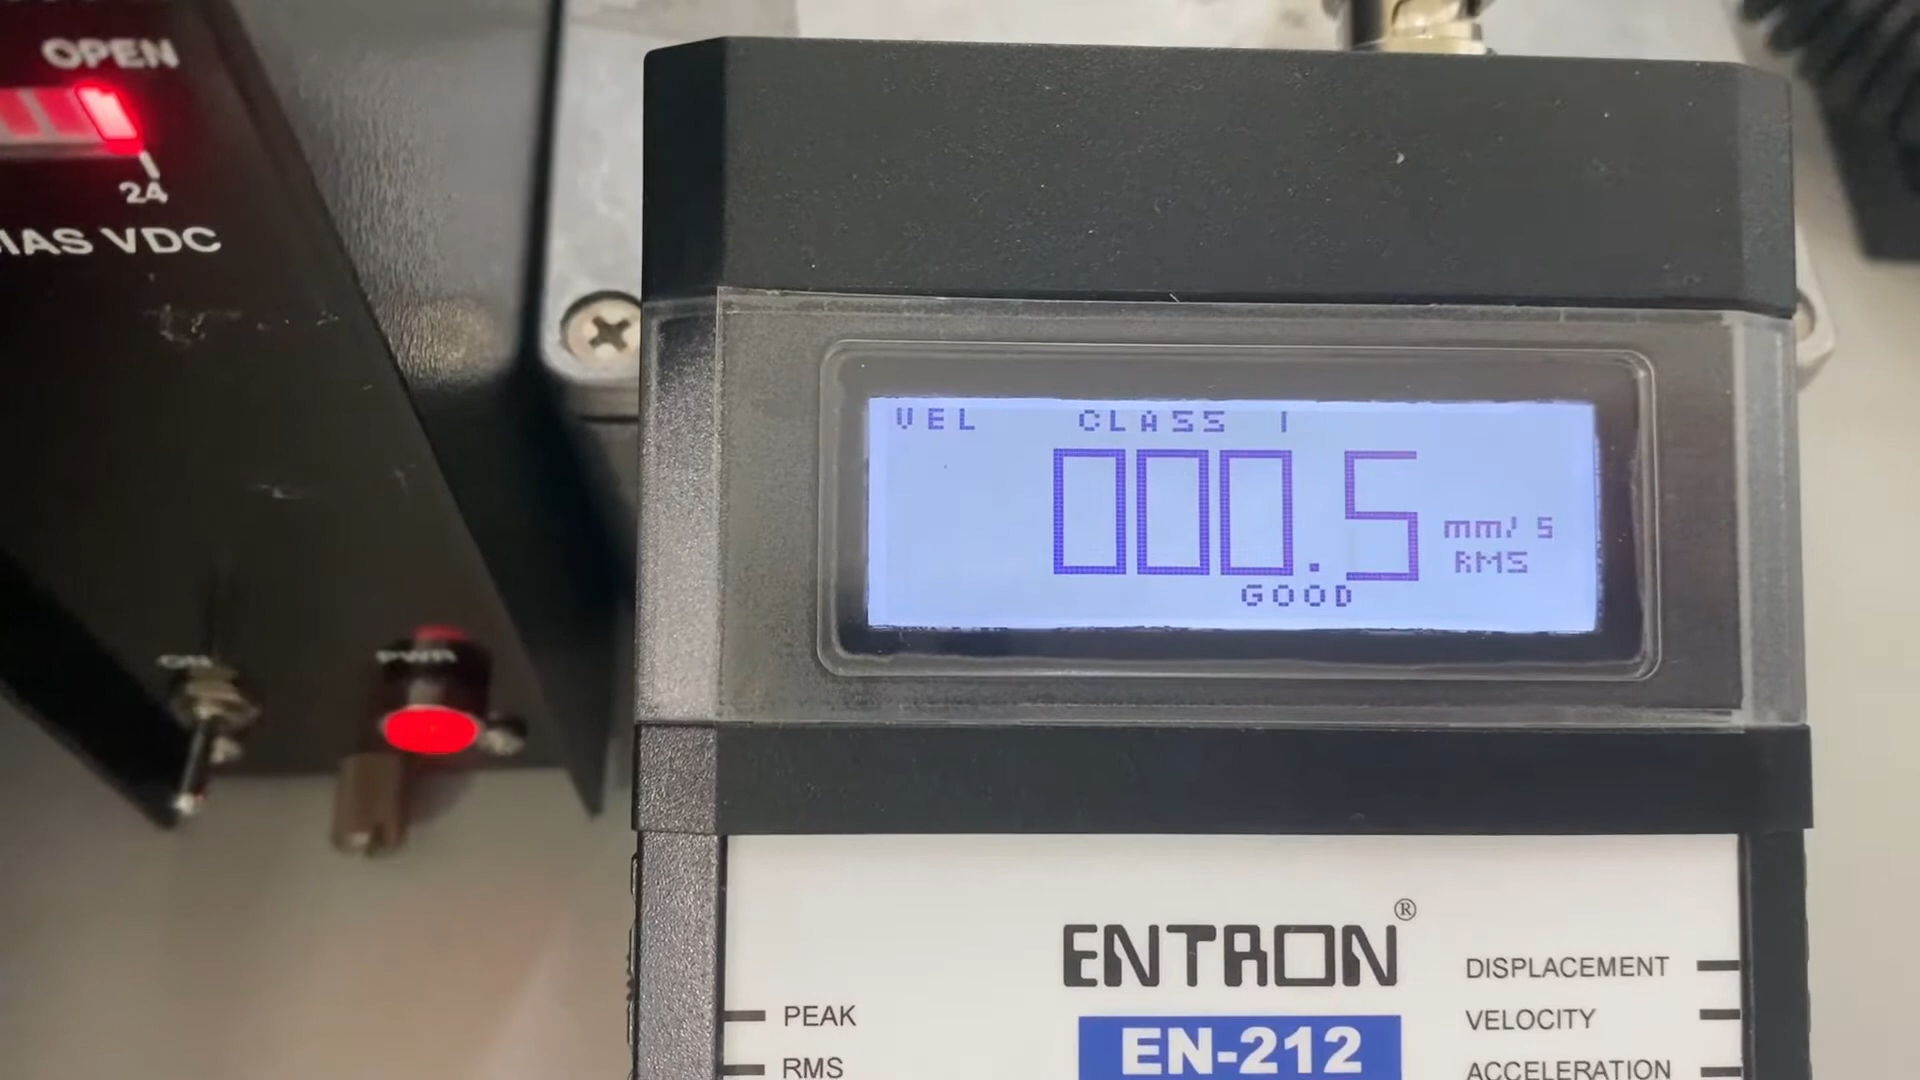 OPEN
24
IAS VDC
ON
PWR
VEL CLASS I
000.5 mm/s
RMS
GOOD
ENTRON®
EN-212
PEAK
RMS
DISPLACEMENT
VELOCITY
ACCELERATION